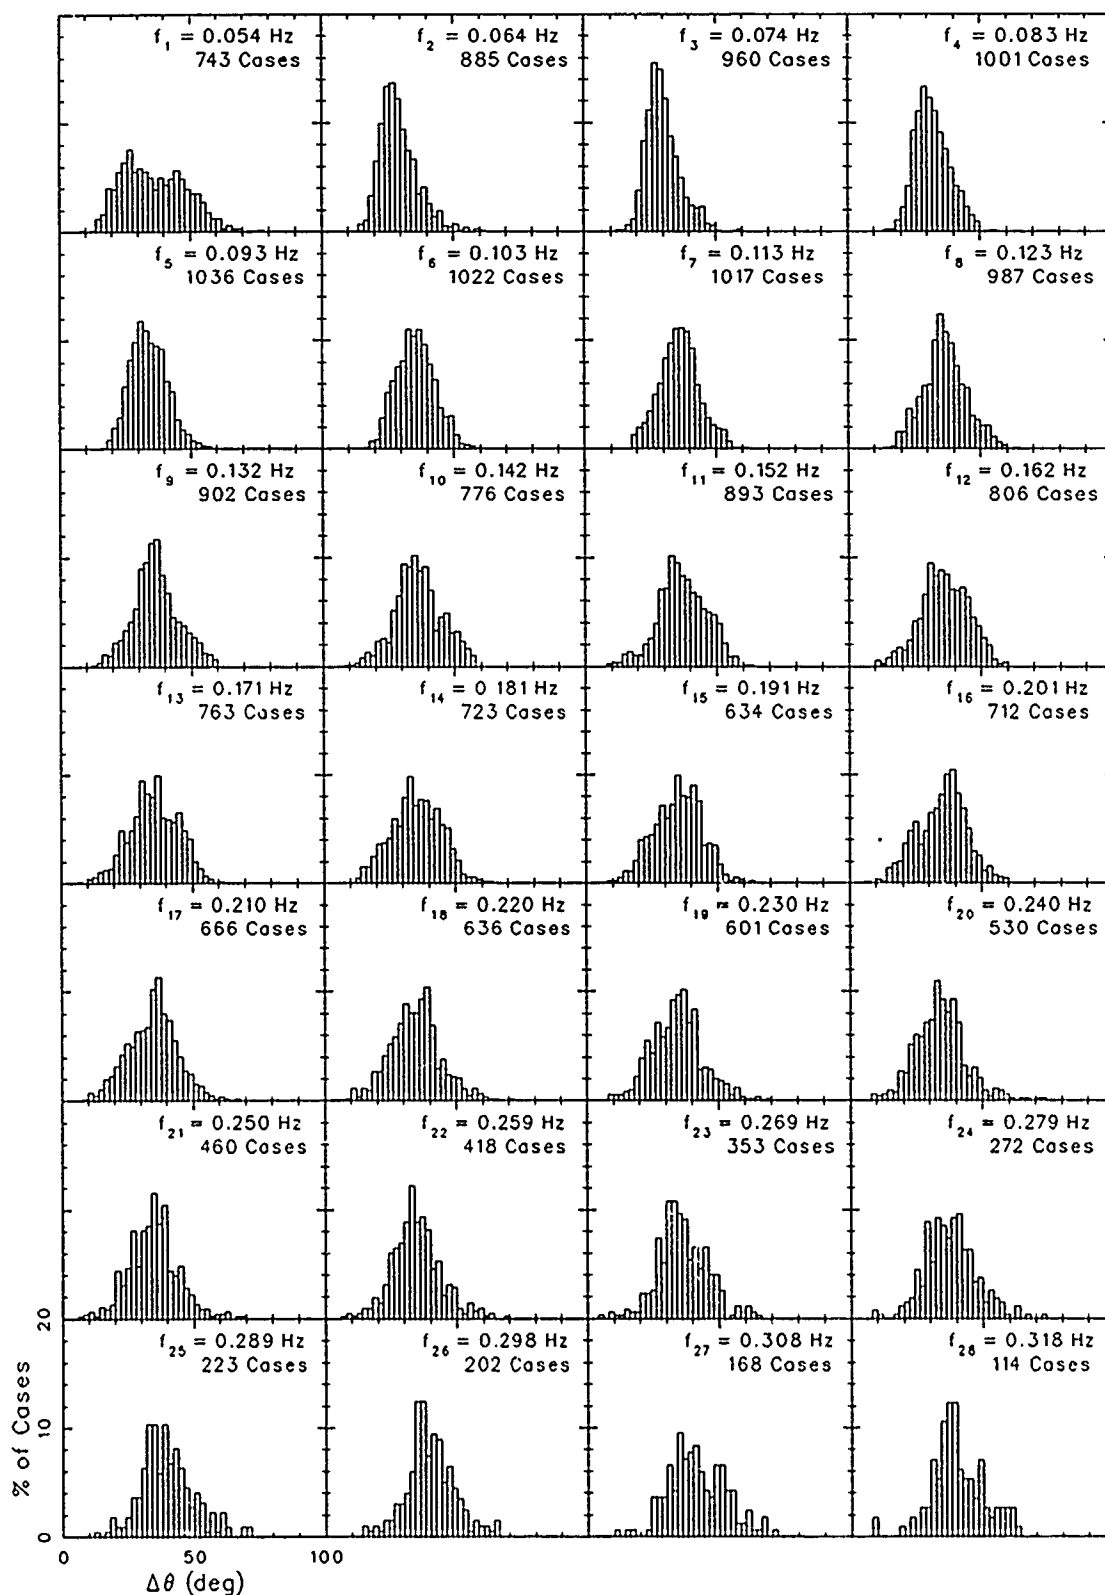 f₁ = 0.054 Hz
743 Cases
f₂ = 0.064 Hz
885 Cases
f₃ = 0.074 Hz
960 Cases
f₄ = 0.083 Hz
1001 Cases
f₅ = 0.093 Hz
1036 Cases
f₆ = 0.103 Hz
1022 Cases
f₇ = 0.113 Hz
1017 Cases
f₈ = 0.123 Hz
987 Cases
f₉ = 0.132 Hz
902 Cases
f₁₀ = 0.142 Hz
776 Cases
f₁₁ = 0.152 Hz
893 Cases
f₁₂ = 0.162 Hz
806 Cases
f₁₃ = 0.171 Hz
763 Cases
f₁₄ = 0 181 Hz
723 Cases
f₁₅ = 0.191 Hz
634 Cases
f₁₆ = 0.201 Hz
712 Cases
f₁₇ = 0.210 Hz
666 Cases
f₁₈ = 0.220 Hz
636 Cases
f₁₉ = 0.230 Hz
601 Cases
f₂₀ = 0.240 Hz
530 Cases
f₂₁ = 0.250 Hz
460 Cases
f₂₂ = 0.259 Hz
418 Cases
f₂₃ = 0.269 Hz
353 Cases
f₂₄ = 0.279 Hz
272 Cases
f₂₅ = 0.289 Hz
223 Cases
f₂₆ = 0.298 Hz
202 Cases
f₂₇ = 0.308 Hz
168 Cases
f₂₈ = 0.318 Hz
114 Cases
20
10
0
% of Cases
0 50 100
Δθ (deg)